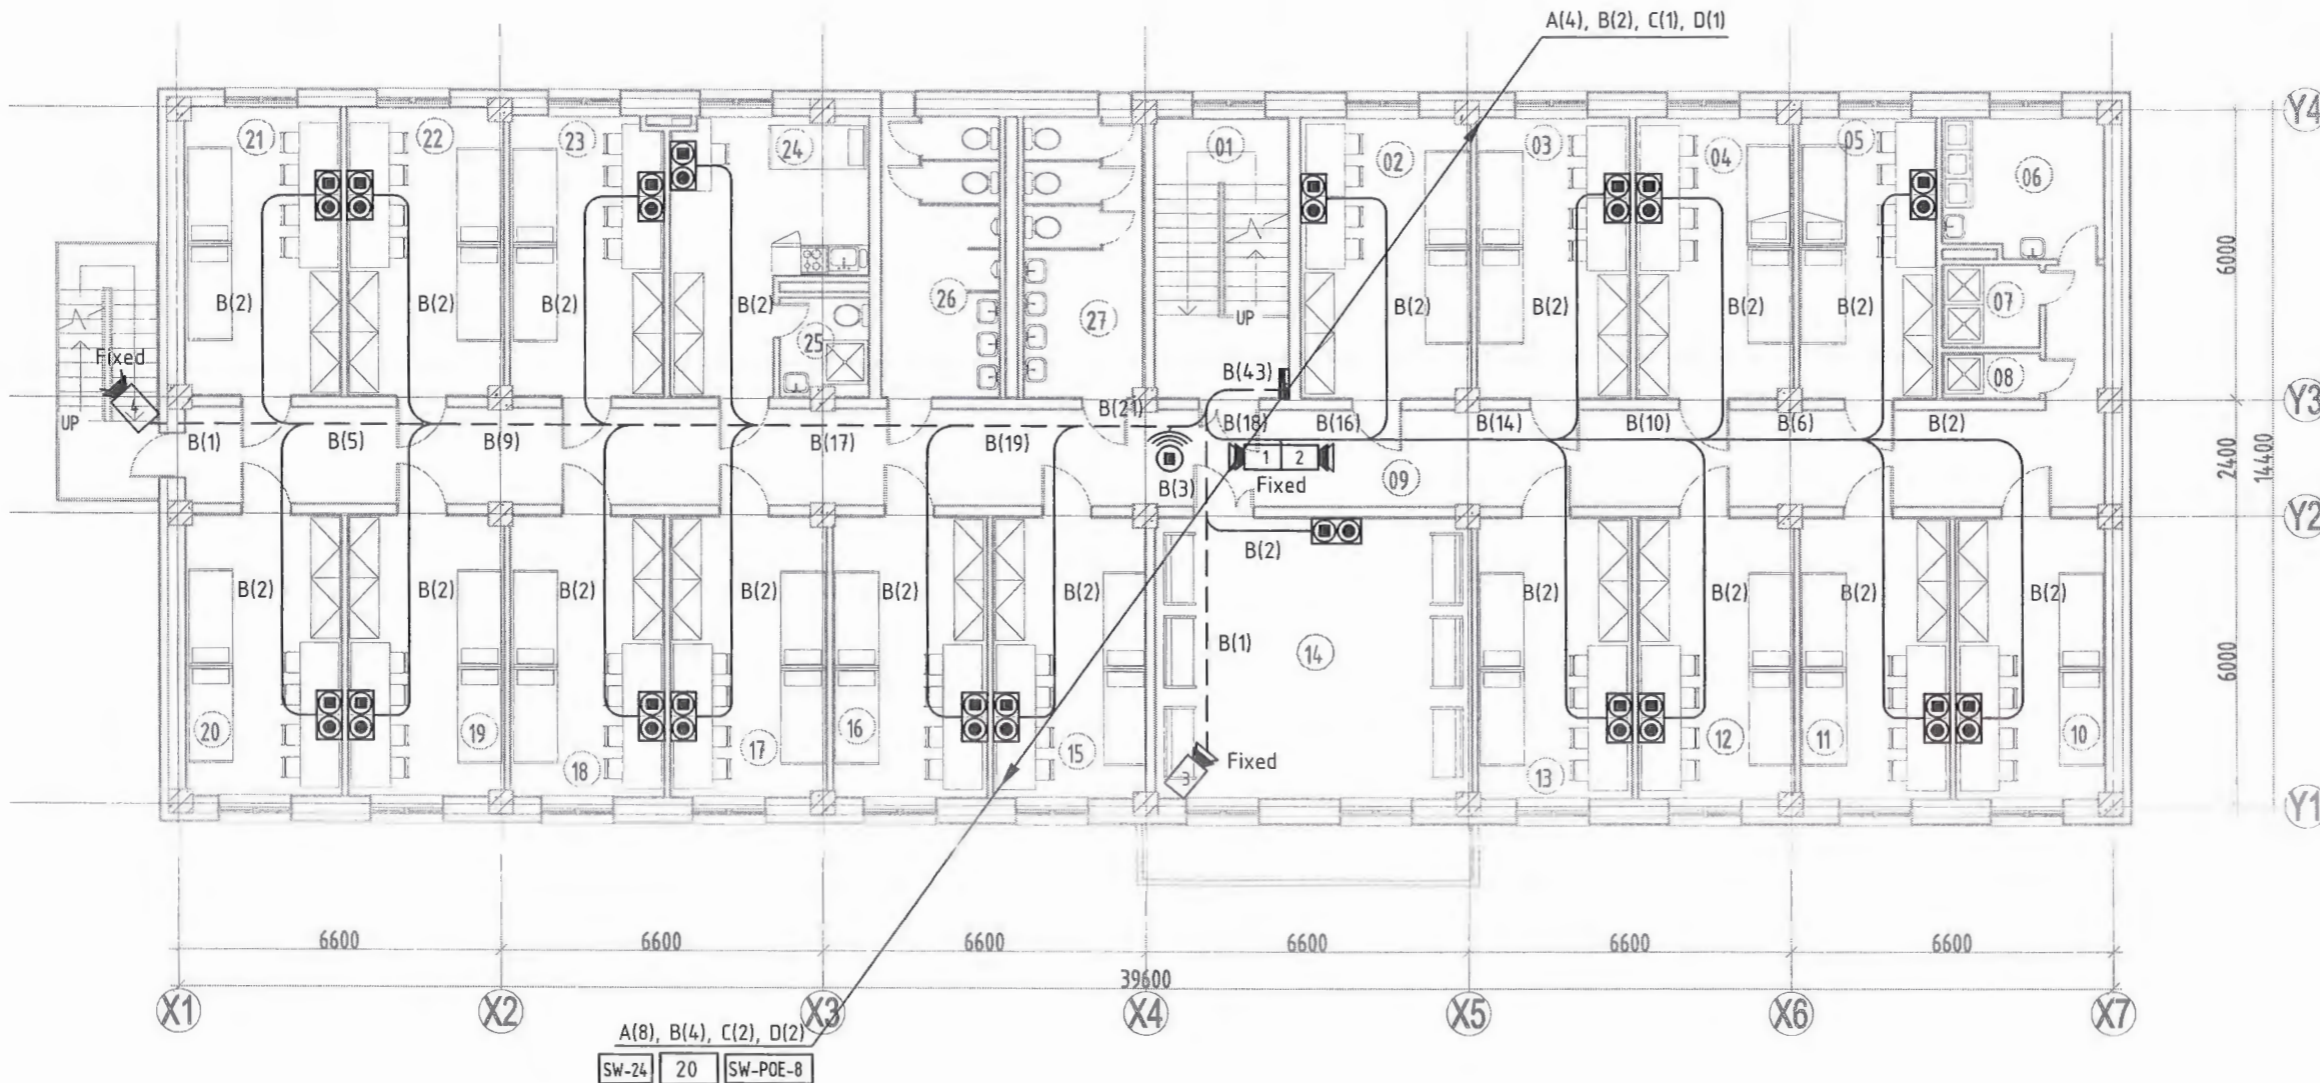 A(4), B(2), C(1), D(1)
Y4
21
22
23
24
01
02
03
04
05
06
6000
B(2)
B(2)
B(2)
B(2)
26
27
UP
B(2)
B(2)
B(2)
B(2)
07
25
Fixed
4
08
B(43)
UP
Y3
B(1)
B(5)
B(9)
B(17)
B(19)
B(21)
B(18)
B(16)
B(14)
B(10)
B(6)
B(2)
1
2
2400
14400
B(3)
Fixed
09
Y2
B(2)
B(2)
B(2)
B(2)
B(2)
B(2)
B(2)
B(1)
B(2)
B(2)
B(2)
B(2)
14
6000
20
19
18
17
16
15
3
Fixed
13
12
11
10
Y1
6600
6600
6600
6600
6600
6600
39600
X1
X2
X3
X4
X5
X6
X7
A(8), B(4), C(2), D(2)
SW-24
20
SW-POE-8